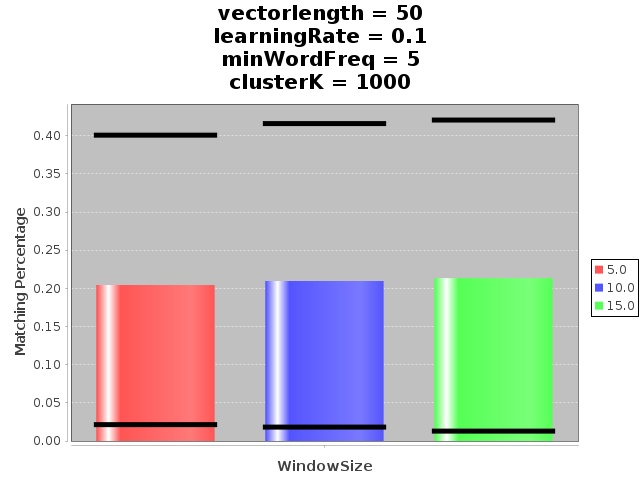 vectorlength = 50
learningRate = 0.1
minWordFreq = 5
clusterK = 1000
Matching Percentage
0.40
0.35
0.30
0.25
0.20
0.15
0.10
0.05
0.00
WindowSize
5.0
10.0
15.0